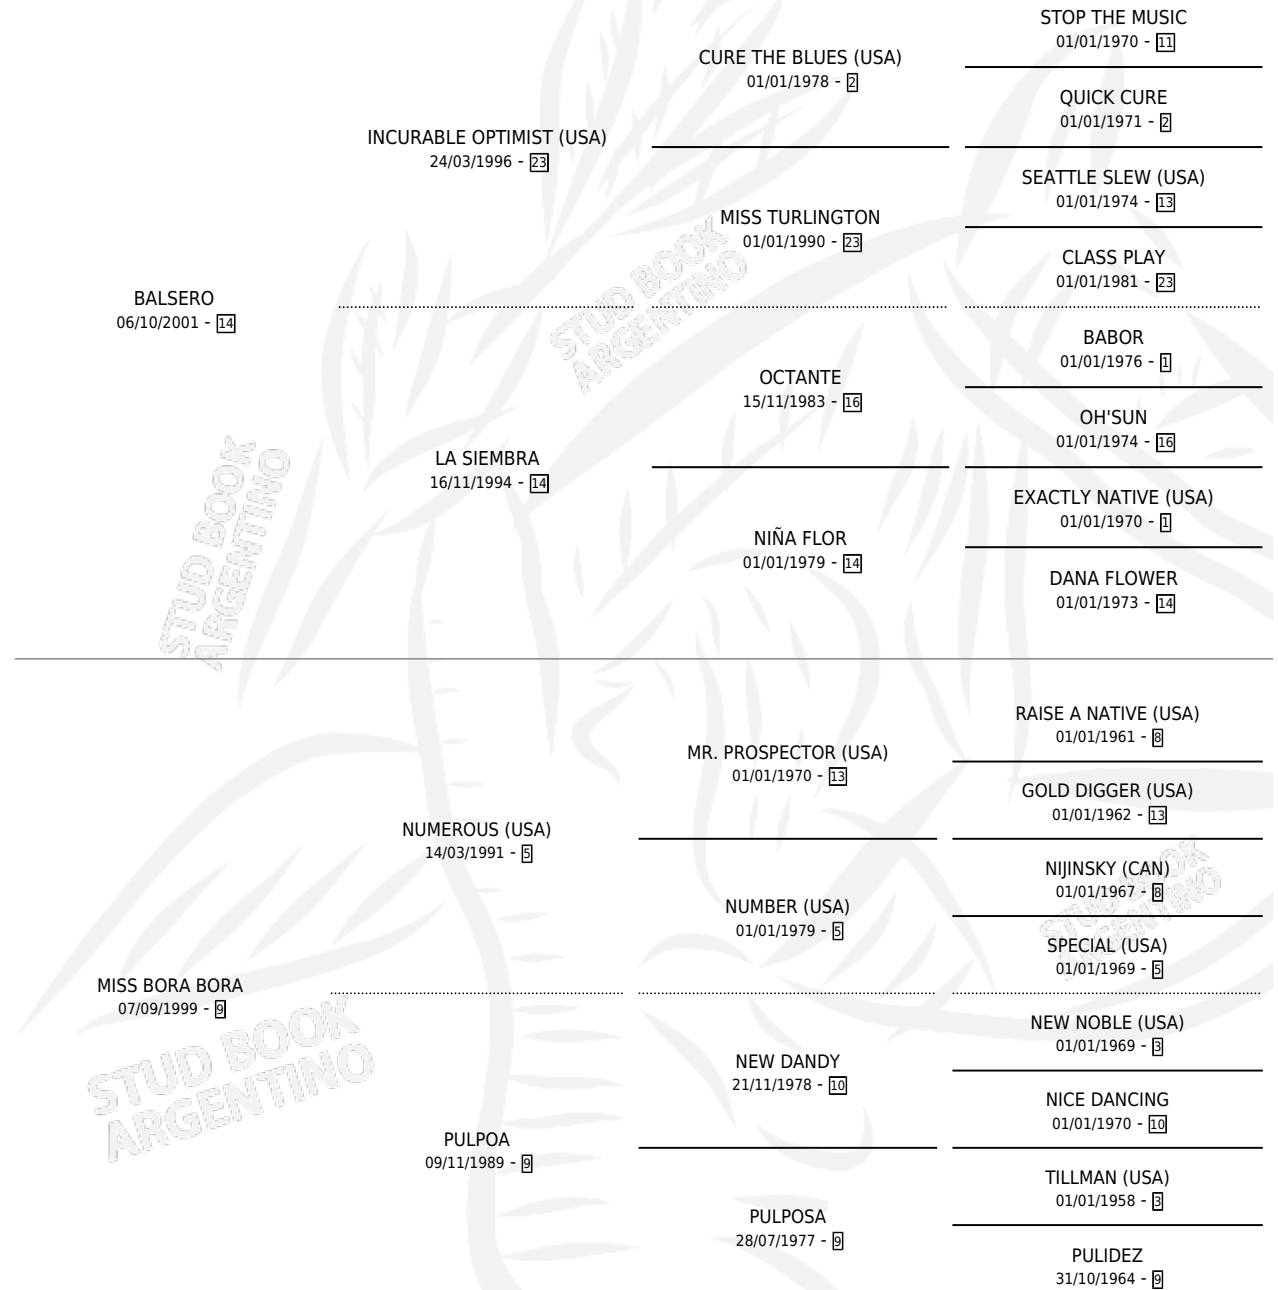 STOP THE MUSIC
01/01/1970 - 11
CURE THE BLUES (USA)
01/01/1978 - 2
QUICK CURE
01/01/1971 - 2
INCURABLE OPTIMIST (USA)
24/03/1996 - 23
SEATTLE SLEW (USA)
01/01/1974 - 13
MISS TURLINGTON
01/01/1990 - 23
CLASS PLAY
01/01/1981 - 23
STUD BOOK
ARGENTINO
BALSERO
06/10/2001 - 14
BABOR
01/01/1976 - 1
OCTANTE
15/11/1983 - 16
OH'SUN
01/01/1974 - 16
LA SIEMBRA
16/11/1994 - 14
EXACTLY NATIVE (USA)
01/01/1970 - 1
NIÑA FLOR
01/01/1979 - 14
DANA FLOWER
01/01/1973 - 14
STUD BOOK
ARGENTINO
RAISE A NATIVE (USA)
01/01/1961 - 8
MR. PROSPECTOR (USA)
01/01/1970 - 13
GOLD DIGGER (USA)
01/01/1962 - 13
NUMEROUS (USA)
14/03/1991 - 5
NIJINSKY (CAN)
01/01/1967 - 8
NUMBER (USA)
01/01/1979 - 5
SPECIAL (USA)
01/01/1969 - 5
STUD BOOK
ARGENTINO
MISS BORA BORA
07/09/1999 - 9
NEW NOBLE (USA)
01/01/1969 - 3
NEW DANDY
21/11/1978 - 10
NICE DANCING
01/01/1970 - 10
STUD BOOK
ARGENTINO
PULPOA
09/11/1989 - 9
TILLMAN (USA)
01/01/1958 - 3
PULPOSA
28/07/1977 - 9
PULIDEZ
31/10/1964 - 9